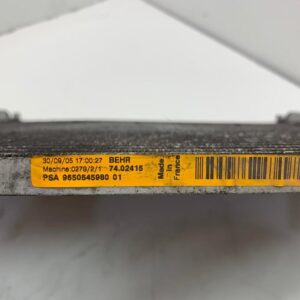 30/09/05 17:00:27 BEHR
Machine:0279/2/1 74.02415
PSA 9650545980 01
Made
in
France